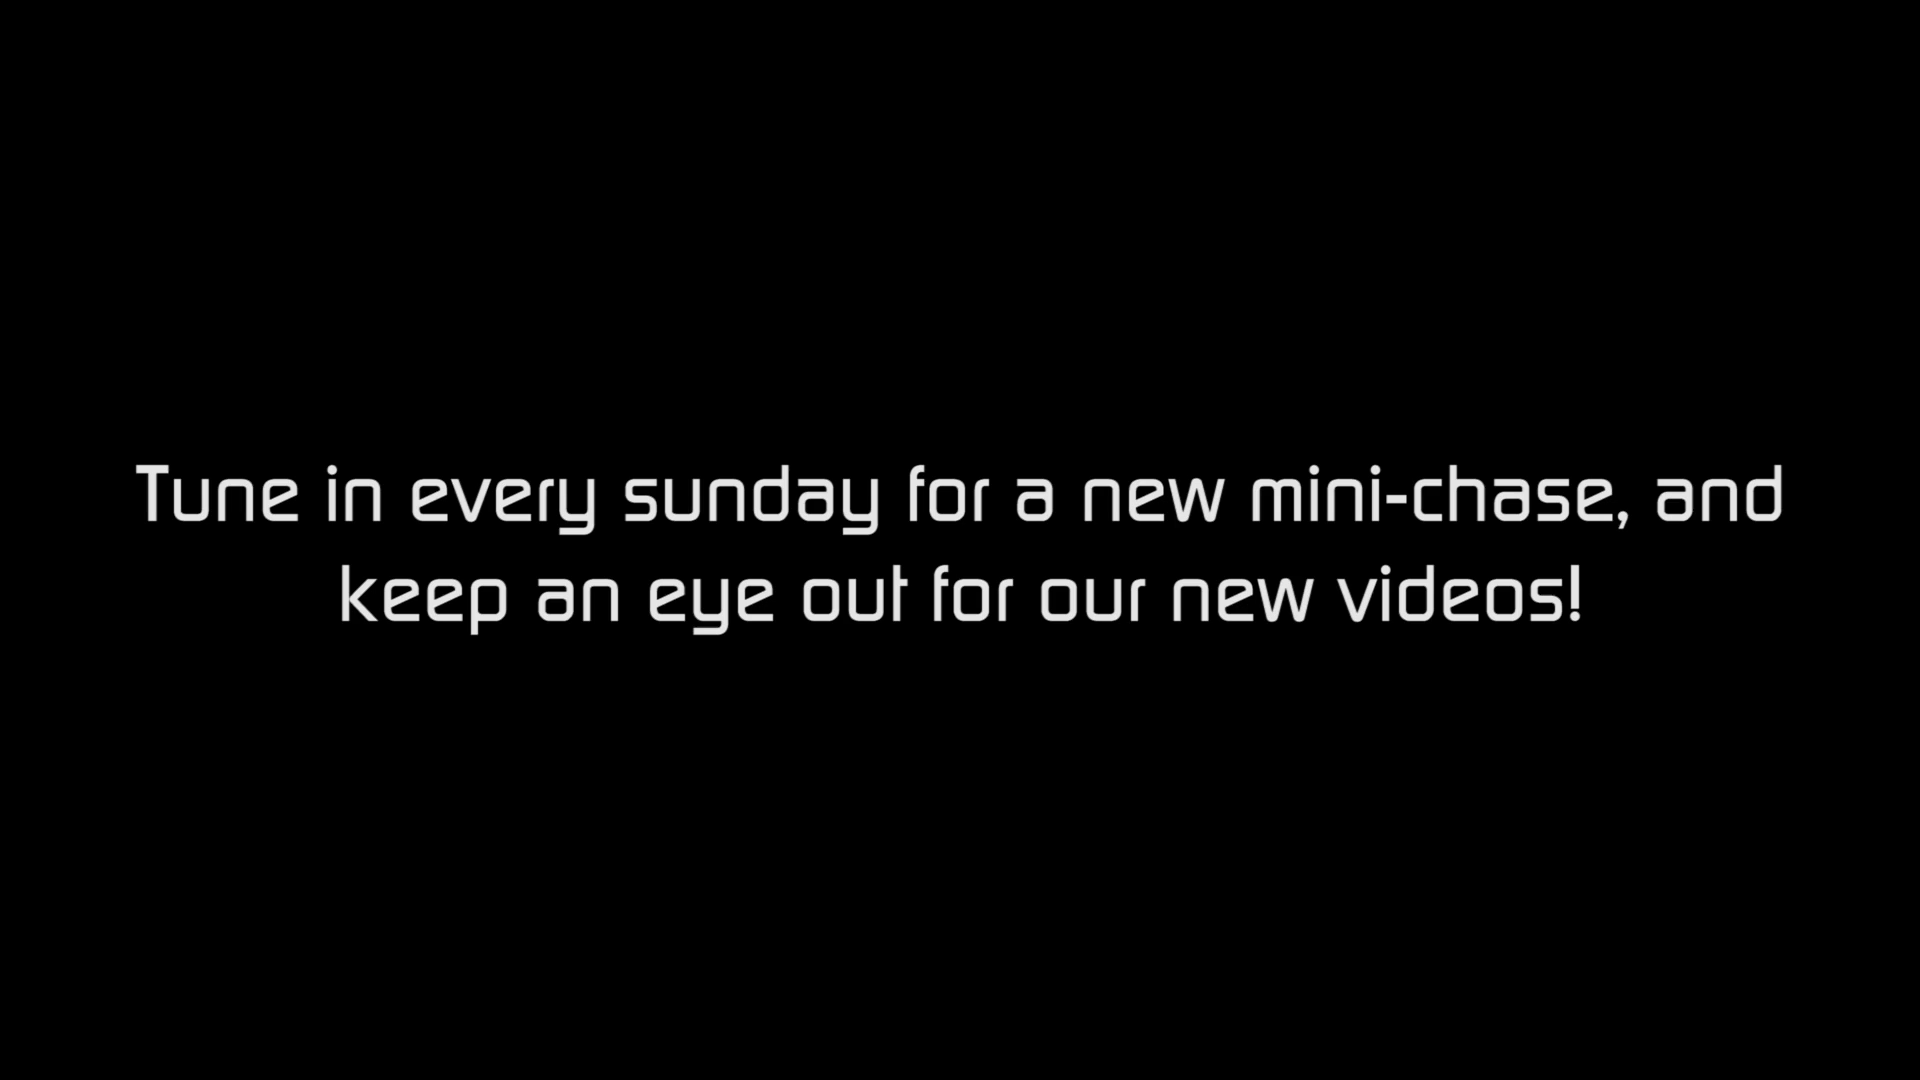 Tune in every sunday for a new mini-chase, and
keep an eye out for our new videos!